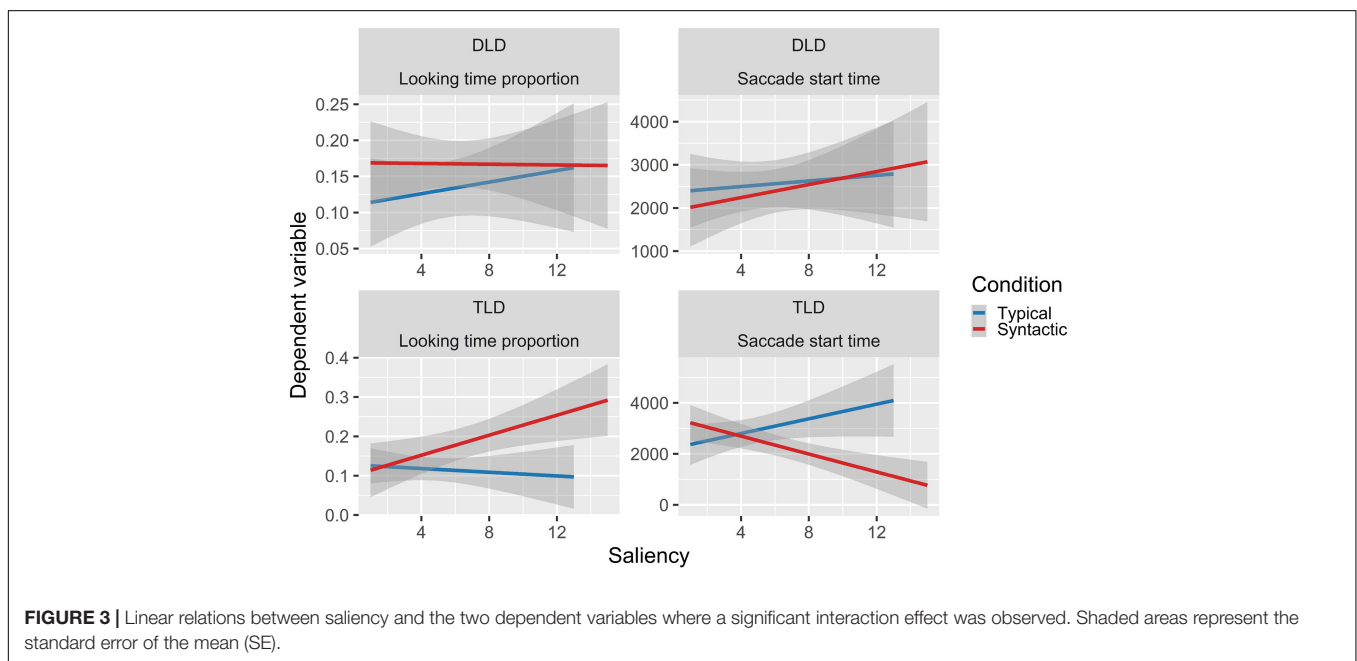 DLD
Looking time proportion
DLD
Saccade start time
0.25
0.20
0.15
0.10
0.05
4 8 12
4000
3000
2000
1000
4 8 12
Dependent variable
TLD
Looking time proportion
TLD
Saccade start time
0.4
0.3
0.2
0.1
0.0
4 8 12
4000
2000
0
4 8 12
Saliency
Condition
Typical
Syntactic
FIGURE 3 | Linear relations between saliency and the two dependent variables where a significant interaction effect was observed. Shaded areas represent the
standard error of the mean (SE).